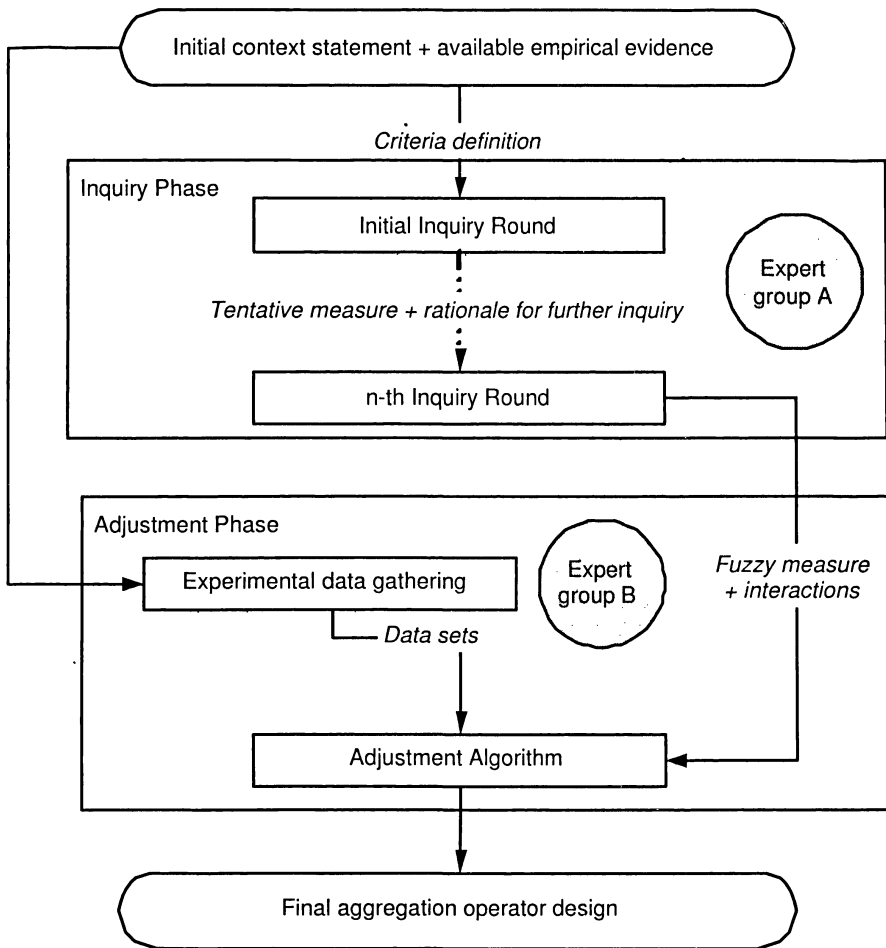 Initial context statement + available empirical evidence
Criteria definition
Inquiry Phase
Initial Inquiry Round
Expert
group A
Tentative measure + rationale for further inquiry
n-th Inquiry Round
Adjustment Phase
Experimental data gathering
Expert
group B
Fuzzy measure
+ interactions
Data sets
Adjustment Algorithm
Final aggregation operator design